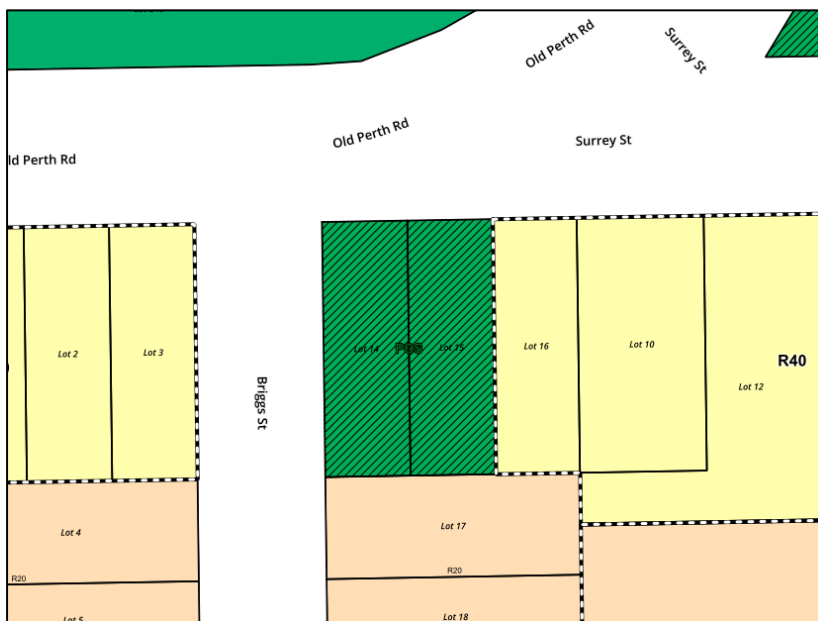 Old Perth Rd
Surrey St
Old Perth Rd
ld Perth Rd
Surrey St
Lot 2
Lot 3
Lot 14
POS
Lot 15
Lot 16
Lot 10
R40
Lot 12
Briggs St
Lot 4
Lot 17
R20
R20
Lot 5
Lot 18